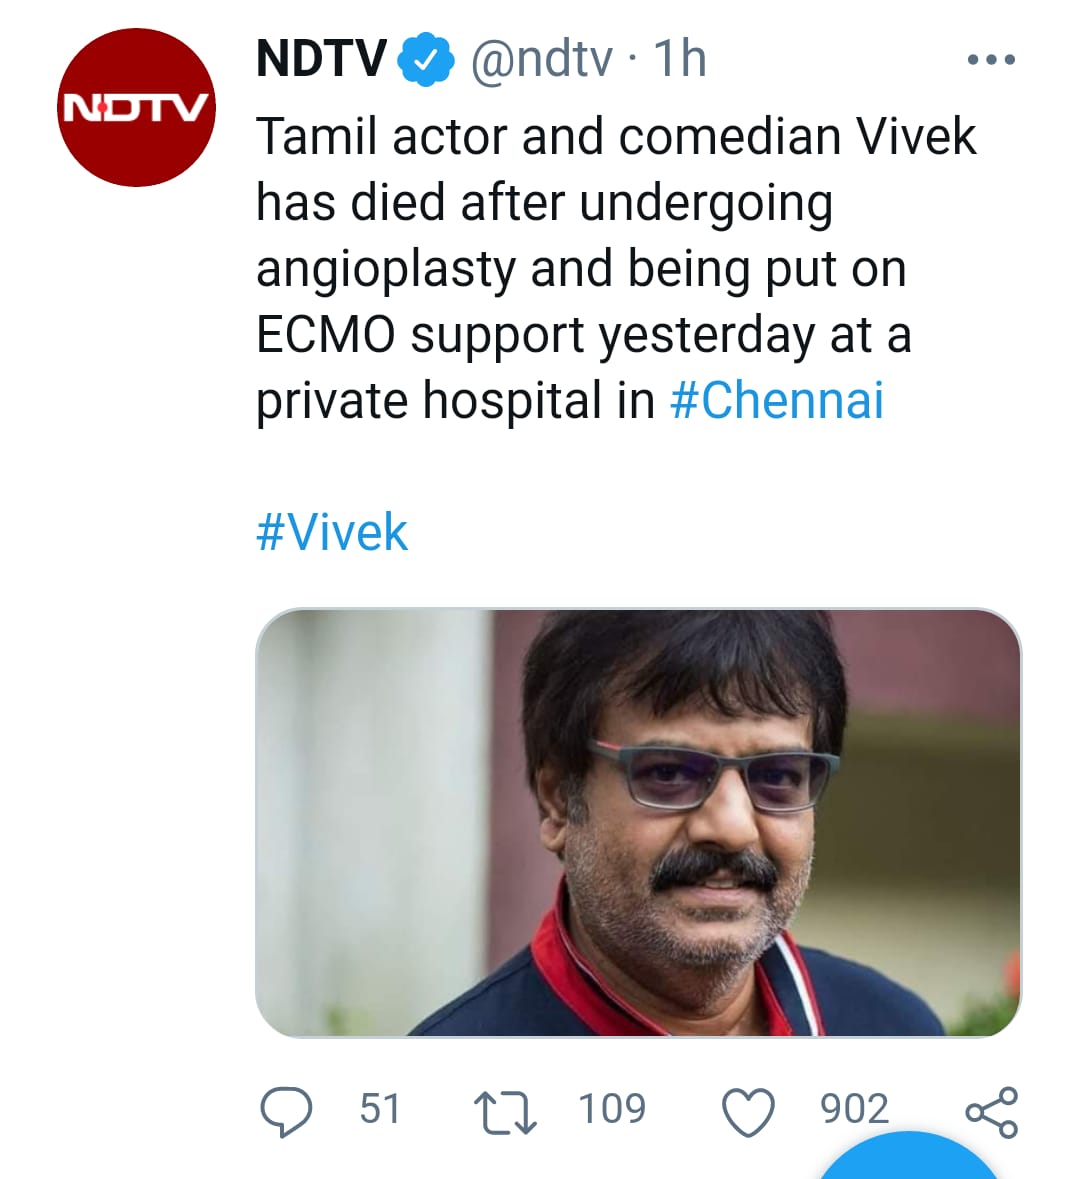 NDTV
NDTV @ndtv · 1h
Tamil actor and comedian Vivek
has died after undergoing
angioplasty and being put on
ECMO support yesterday at a
private hospital in #Chennai
#Vivek
51 109 902